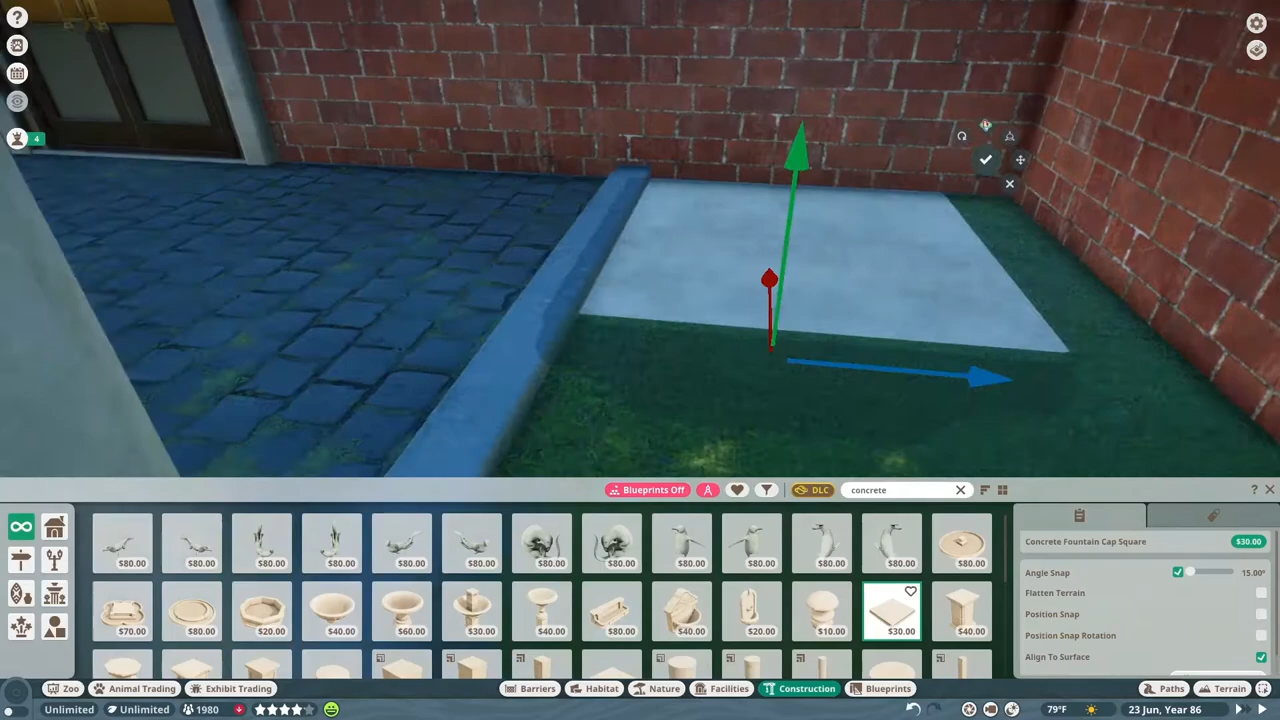 ?
4
Blueprints Off
DLC
concrete
?
$80.00 $80.00 $80.00 $80.00 $80.00 $80.00 $80.00 $80.00 $80.00 $80.00 $80.00 $80.00 $80.00
$70.00 $80.00 $20.00 $40.00 $60.00 $30.00 $40.00 $80.00 $40.00 $20.00 $10.00 $30.00 $40.00
Concrete Fountain Cap Square $30.00
Angle Snap 15.00°
Flatten Terrain
Position Snap
Position Snap Rotation
Align To Surface
Zoo Animal Trading Exhibit Trading Barriers Habitat Nature Facilities Construction Blueprints Paths Terrain
Unlimited Unlimited 1980 79°F 23 Jun, Year 86